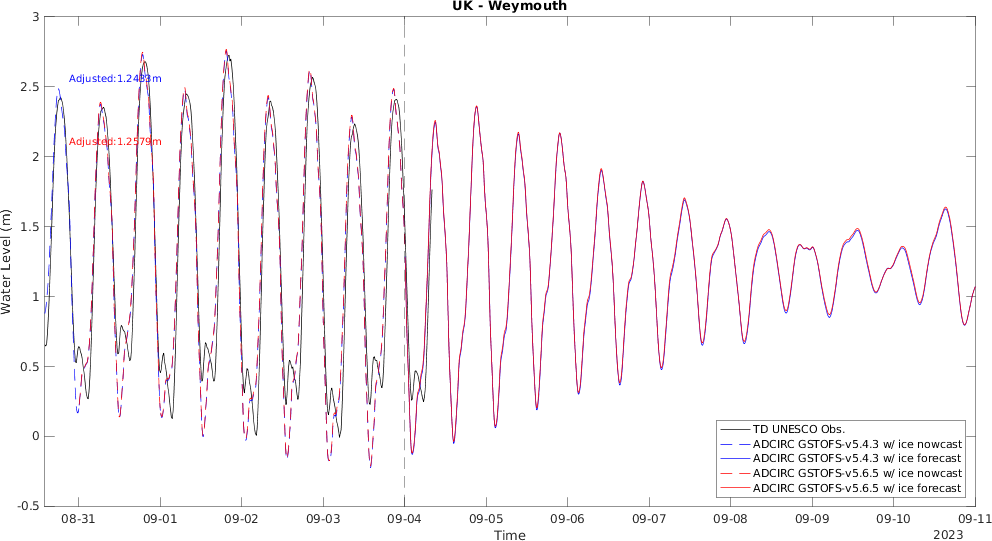 UK - Weymouth
Water Level (m)
3
2.5
2
1.5
1
0.5
0
-0.5
Adjusted:1.2433m
Adjusted:1.2579m
TD UNESCO Obs.
ADCIRC GSTOFS-v5.4.3 w/ ice nowcast
ADCIRC GSTOFS-v5.4.3 w/ ice forecast
ADCIRC GSTOFS-v5.6.5 w/ ice nowcast
ADCIRC GSTOFS-v5.6.5 w/ ice forecast
08-31 09-01 09-02 09-03 09-04 09-05 09-06 09-07 09-08 09-09 09-10 09-11
Time
2023